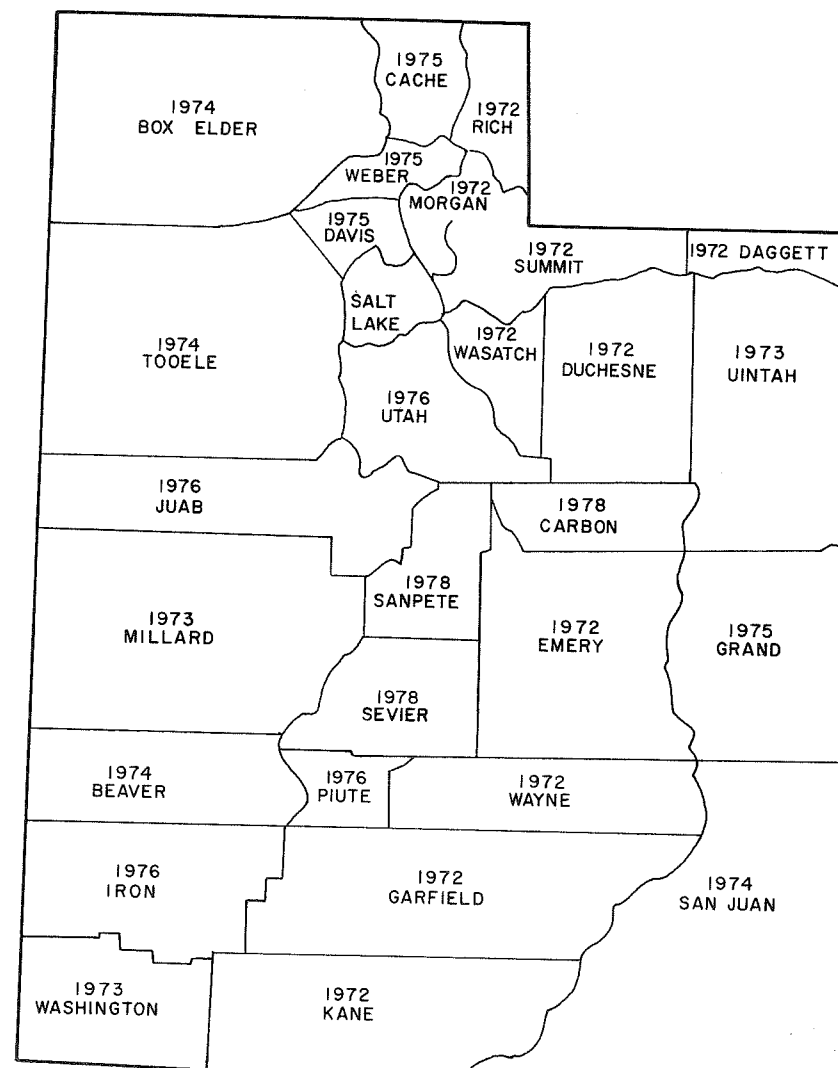 1975
CACHE
1974
BOX ELDER
1972
RICH
1975
WEBER
1972
MORGAN
1975
DAVIS
1972
SUMMIT
1972 DAGGETT
SALT
LAKE
1974
TOOELE
1972
WASATCH
1972
DUCHESNE
1973
UINTAH
1976
UTAH
1976
JUAB
1978
CARBON
1978
SANPETE
1973
MILLARD
1972
EMERY
1975
GRAND
1978
SEVIER
1974
BEAVER
1976
PIUTE
1972
WAYNE
1976
IRON
1972
GARFIELD
1974
SAN JUAN
1973
WASHINGTON
1972
KANE